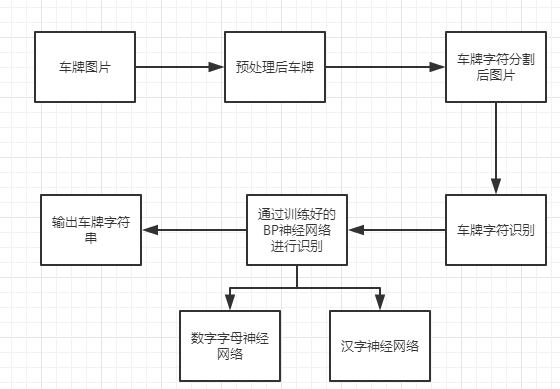 车牌图片
预处理后车牌
车牌字符分割
后图片
车牌字符识别
通过训练好的
BP神经网络
进行识别
输出车牌字符
串
数字字母神经
网络
汉字神经网络